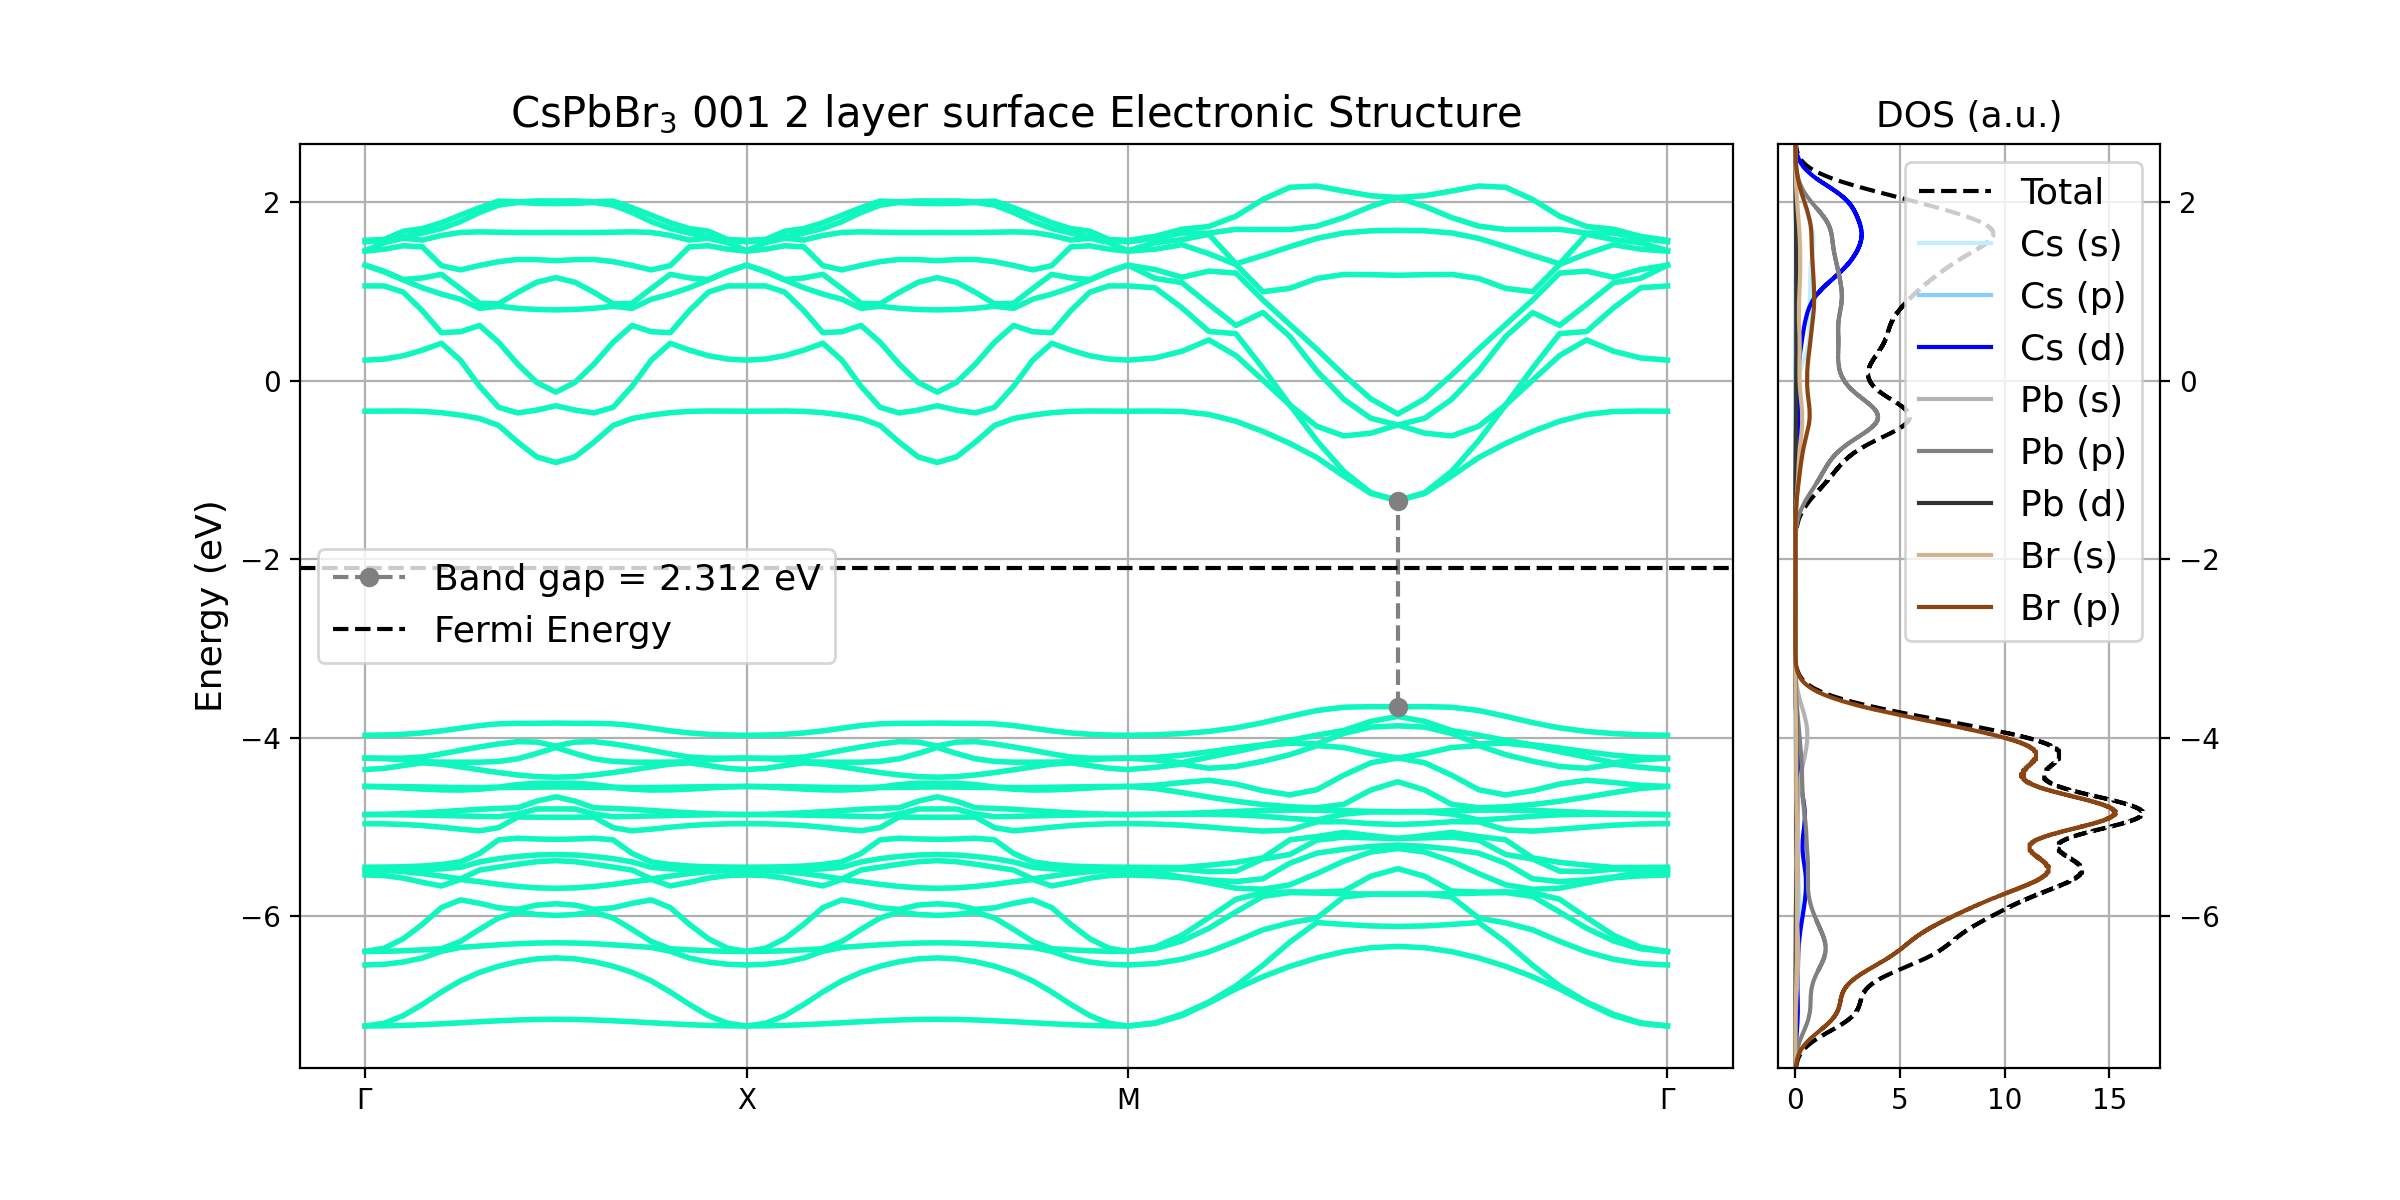 CsPbBr₃ 001 2 layer surface Electronic Structure
DOS (a.u.)
Energy (eV)
2
0
−2
−4
−6
Band gap = 2.312 eV
Fermi Energy
Γ
X
M
Γ
Total
Cs (s)
Cs (p)
Cs (d)
Pb (s)
Pb (p)
Pb (d)
Br (s)
Br (p)
2
0
−2
−4
−6
0
5
10
15